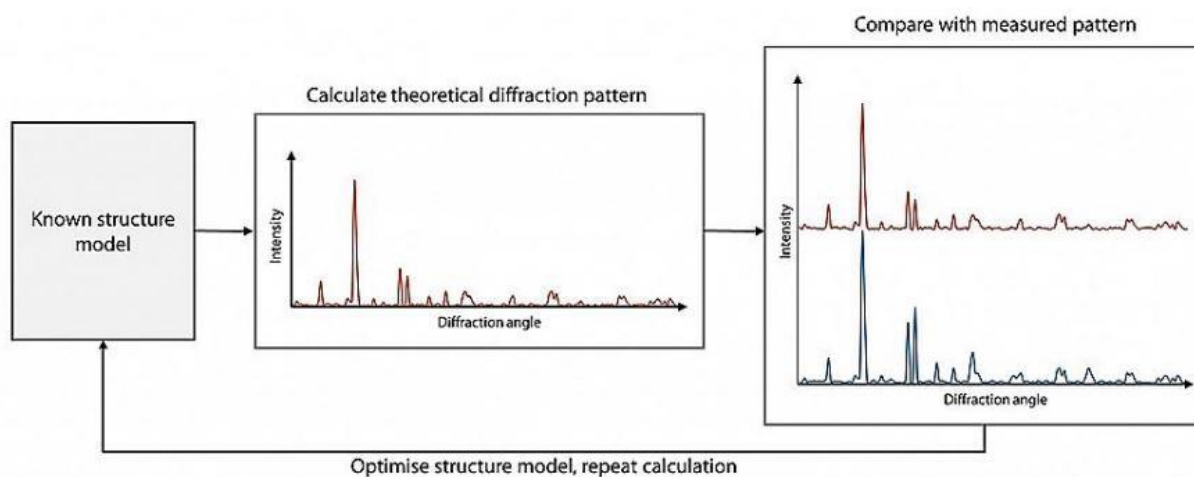 Compare with measured pattern
Calculate theoretical diffraction pattern
Known structure
model
Intensity
Diffraction angle
Intensity
Diffraction angle
Optimise structure model, repeat calculation